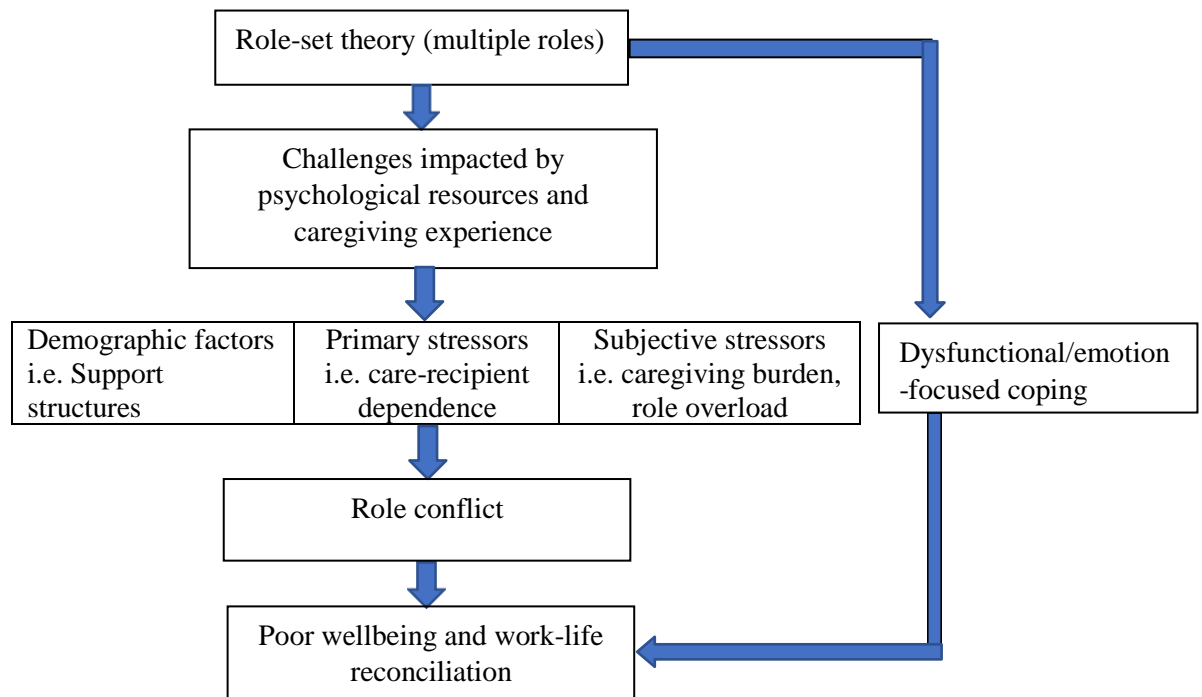 Role-set theory (multiple roles)
Challenges impacted by
psychological resources and
caregiving experience
Demographic factors
i.e. Support
structures
Primary stressors
i.e. care-recipient
dependence
Subjective stressors
i.e. caregiving burden,
role overload
Dysfunctional/emotion
-focused coping
Role conflict
Poor wellbeing and work-life
reconciliation